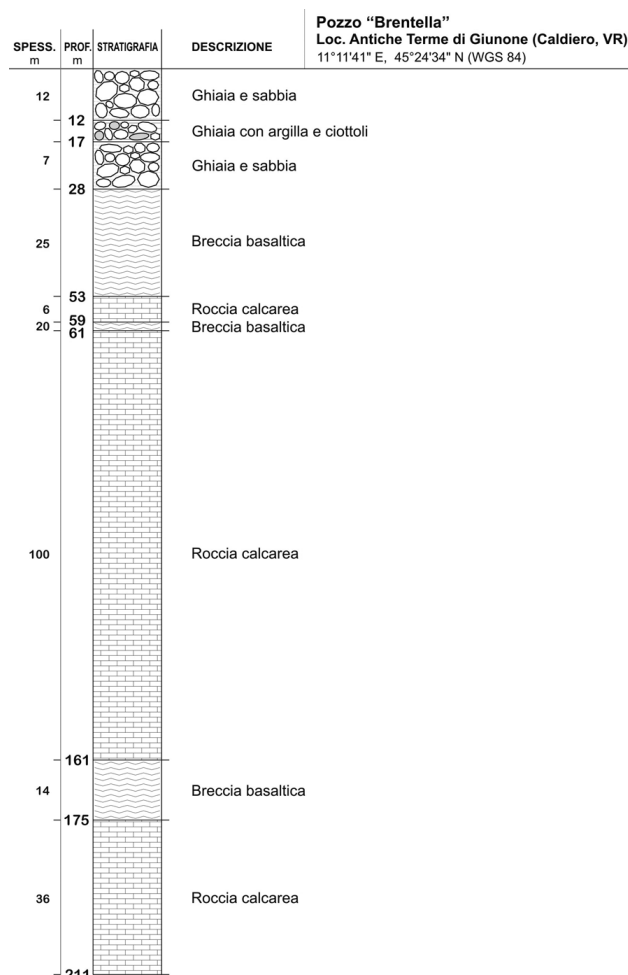 Pozzo “Brentella”
Loc. Antiche Terme di Giunone (Caldiero, VR)
11°11'41" E, 45°24'34" N (WGS 84)
SPESS. PROF. STRATIGRAFIA DESCRIZIONE
m m
12 Ghiaia e sabbia
12
Ghiaia con argilla e ciottoli
17
7 Ghiaia e sabbia
28
25 Breccia basaltica
53
6 Roccia calcarea
59
20 Breccia basaltica
61
100 Roccia calcarea
161
14 Breccia basaltica
175
36 Roccia calcarea
211